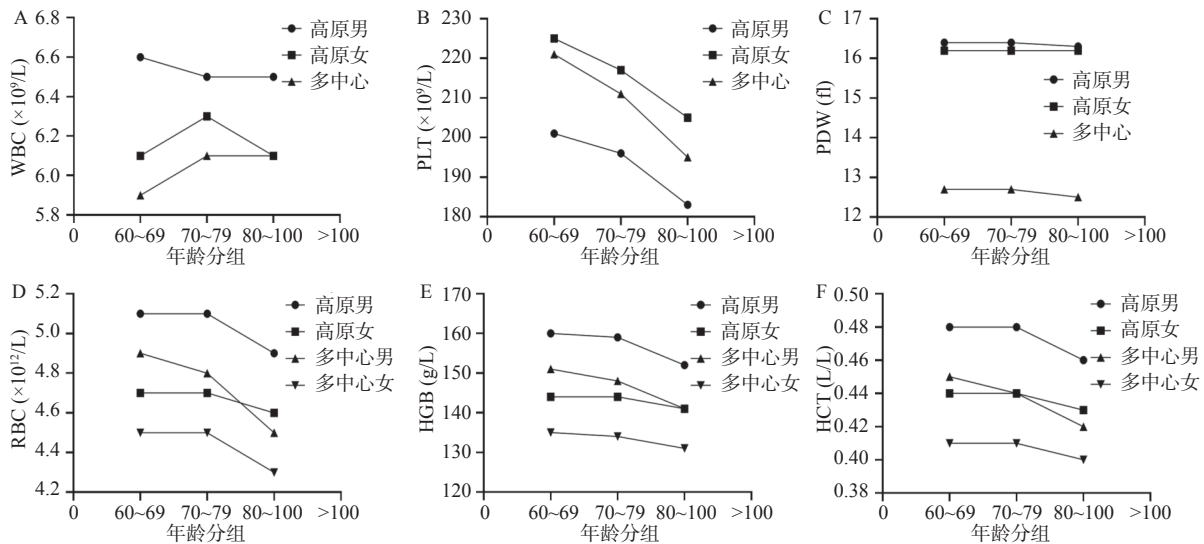 A
WBC (×10⁹/L)
6.8
6.6
6.4
6.2
6.0
5.8
0 60~69 70~79 80~100 >100
年龄分组
高原男
高原女
多中心
B
PLT (×10⁹/L)
230
220
210
200
190
180
0 60~69 70~79 80~100 >100
年龄分组
高原男
高原女
多中心
C
PDW (fl)
17
16
15
14
13
12
0 60~69 70~79 80~100 >100
年龄分组
高原男
高原女
多中心
D
RBC (×10¹²/L)
5.2
5.0
4.8
4.6
4.4
4.2
0 60~69 70~79 80~100 >100
年龄分组
高原男
高原女
多中心男
多中心女
E
HGB (g/L)
170
160
150
140
130
120
0 60~69 70~79 80~100 >100
年龄分组
高原男
高原女
多中心男
多中心女
F
HCT (L/L)
0.50
0.48
0.46
0.44
0.42
0.40
0.38
0 60~69 70~79 80~100 >100
年龄分组
高原男
高原女
多中心男
多中心女